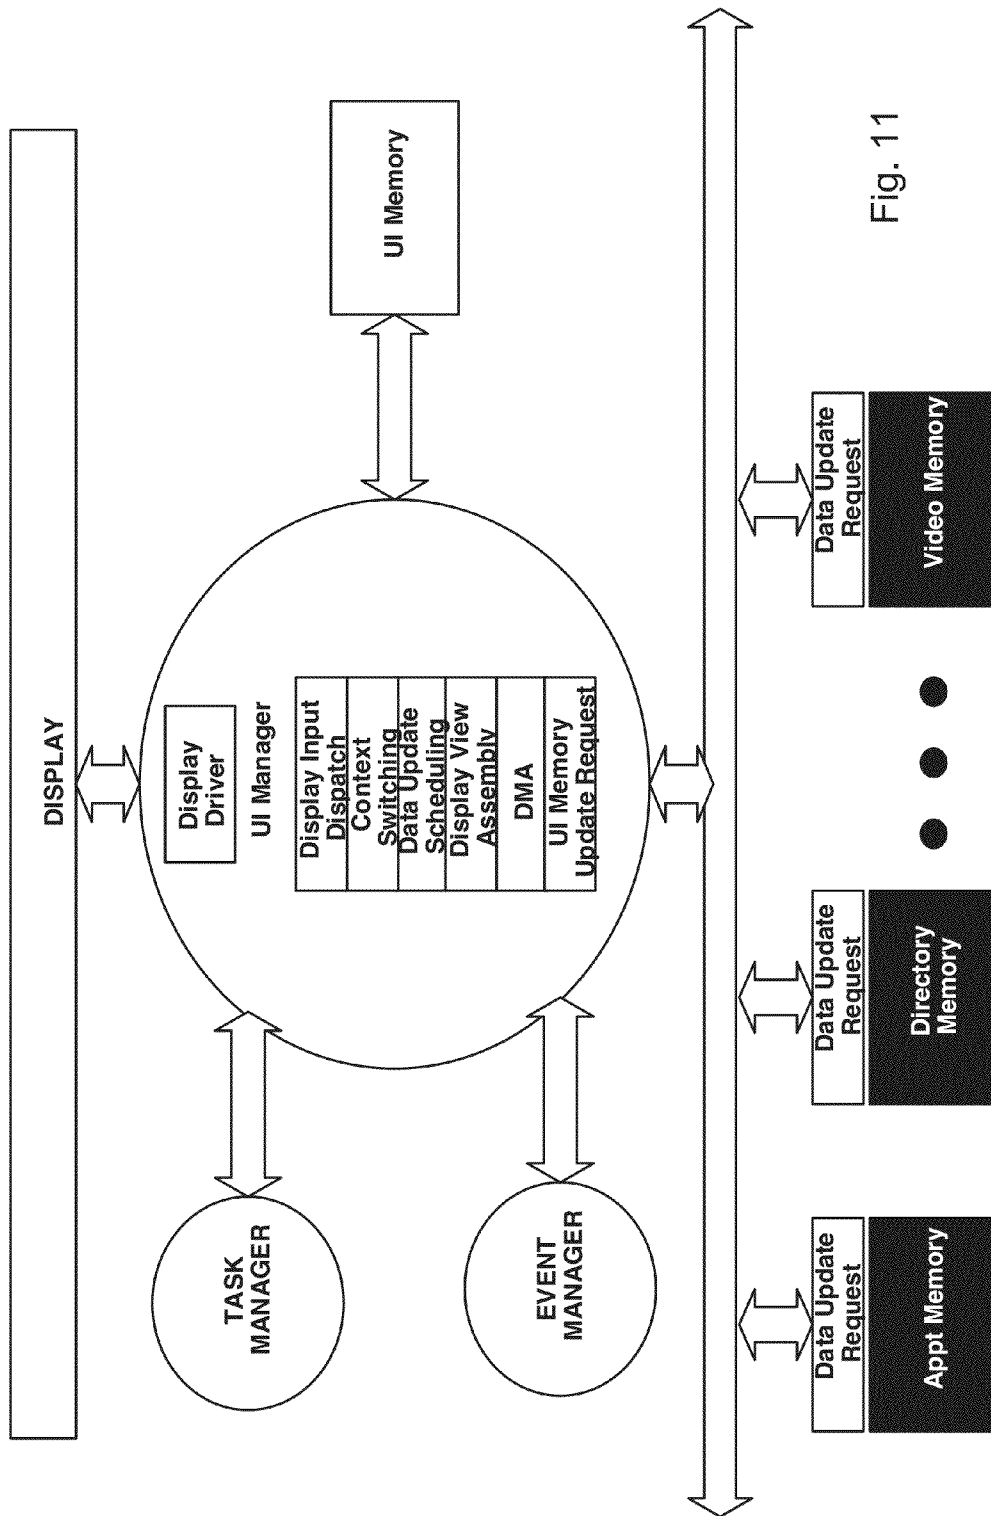 DISPLAY
Display
Driver
UI Manager
Display Input
Dispatch
Context
Switching
Data Update
Scheduling
Display View
Assembly
DMA
UI Memory
Update Request
TASK
MANAGER
EVENT
MANAGER
UI Memory
Data Update
Request
Appt Memory
Data Update
Request
Directory
Memory
Data Update
Request
Video Memory
Fig. 11